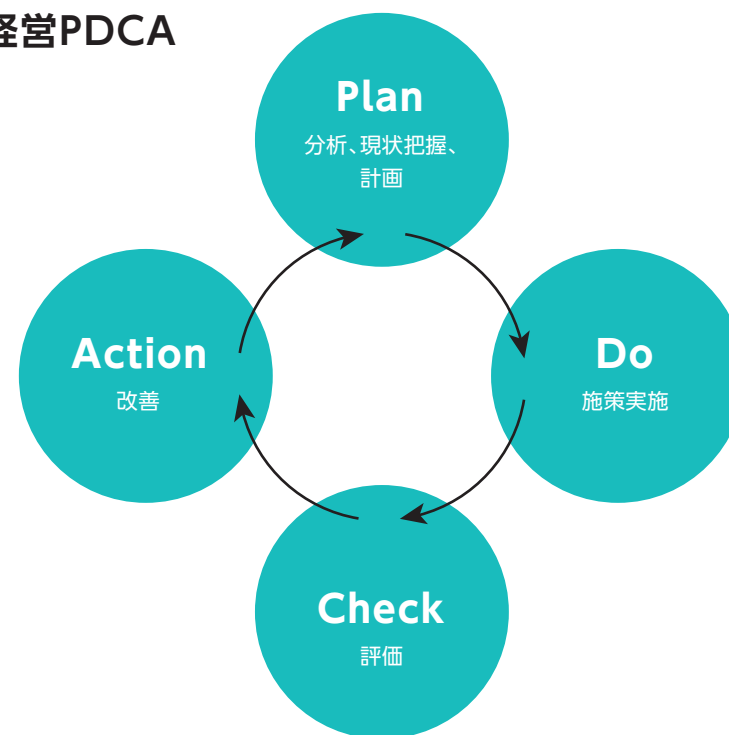 経営PDCA
Plan
分析、現状把握、
計画
Action
改善
Do
施策実施
Check
評価